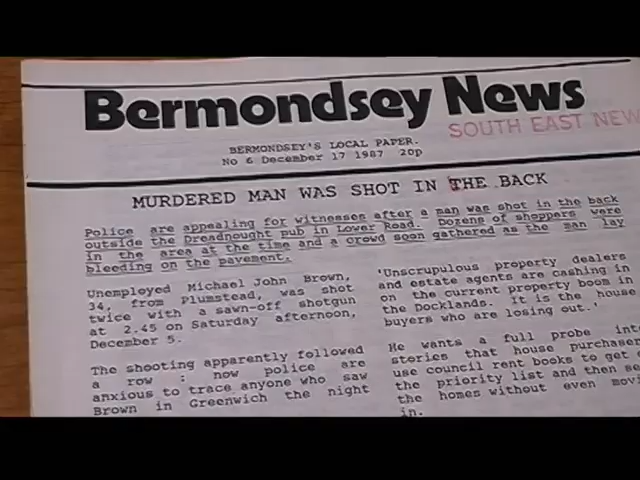 Bermondsey News
SOUTH EAST NEW
BERMONDSEY'S LOCAL PAPER.
No 6 December 17 1987 20p
MURDERED MAN WAS SHOT IN THE BACK
Police are appealing for witnesses after a man was shot in the back
outside the Dreadnought pub in Lower Road. Dozens of shoppers were
in the area at the time and a crowd soon gathered as the man lay
bleeding on the pavement.
Unemployed Michael John Brown,
34, from Plumstead, was shot
twice with a sawn-off shotgun
at 2.45 on Saturday afternoon,
December 5.
The shooting apparently followed
a row : now police are
anxious to trace anyone who saw
Brown in Greenwich the night
'Unscrupulous property dealers
and estate agents are cashing in
on the current property boom in
the Docklands. It is the house
buyers who are losing out.'
He wants a full probe into
stories that house purchaser
use council rent books to get
the priority list and then se
the homes without even movi
in.